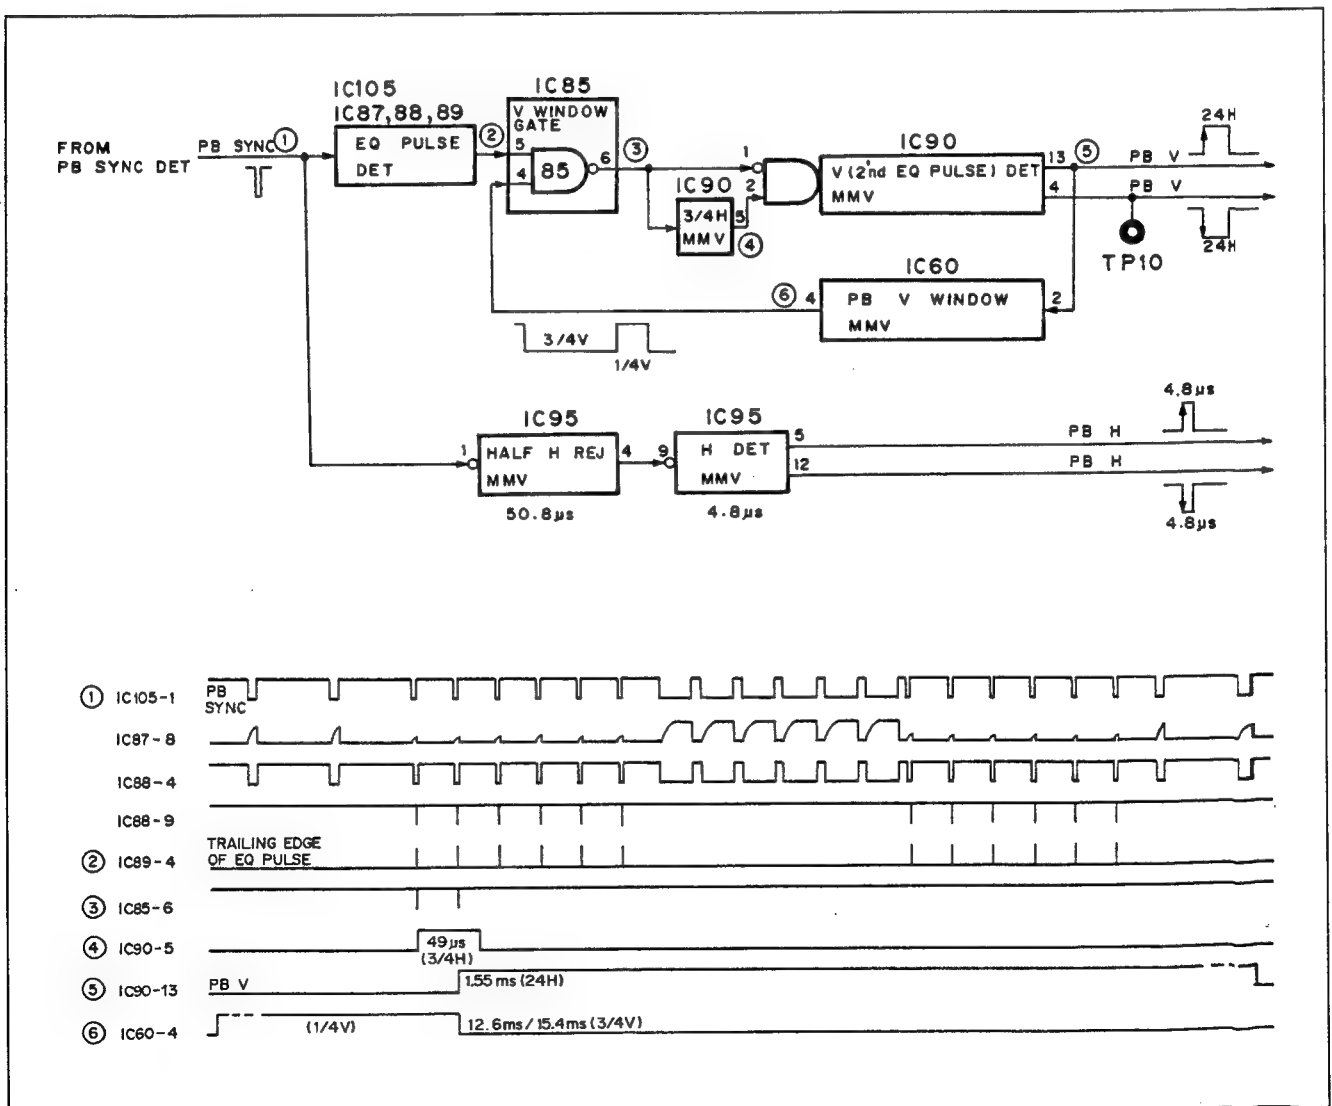 IC105
IC87,88,89
IC85
FROM
PB SYNC DET
PB SYNC
①
EQ PULSE
DET
②
V WINDOW
GATE
5
4
85
6
③
IC90
3/4H
MMV
5
④
1
2
IC90
V (2'nd EQ PULSE) DET
MMV
13
4
⑤
PB V
PB V
24H
24H
TP10
IC60
⑥
4
PB V WINDOW
MMV
2
3/4V
1/4V
IC95
1
HALF H REJ
MMV
4
50.8µs
IC95
9
H DET
MMV
5
12
4.8µs
PB H
PB H
4.8µs
4.8µs
① IC105-1
PB
SYNC
IC87-8
IC88-4
IC88-9
② IC89-4
TRAILING EDGE
OF EQ PULSE
③ IC85-6
④ IC90-5
49µs
(3/4H)
⑤ IC90-13
PB V
1.55ms (24H)
⑥ IC60-4
(1/4V)
12.6ms/15.4ms (3/4V)